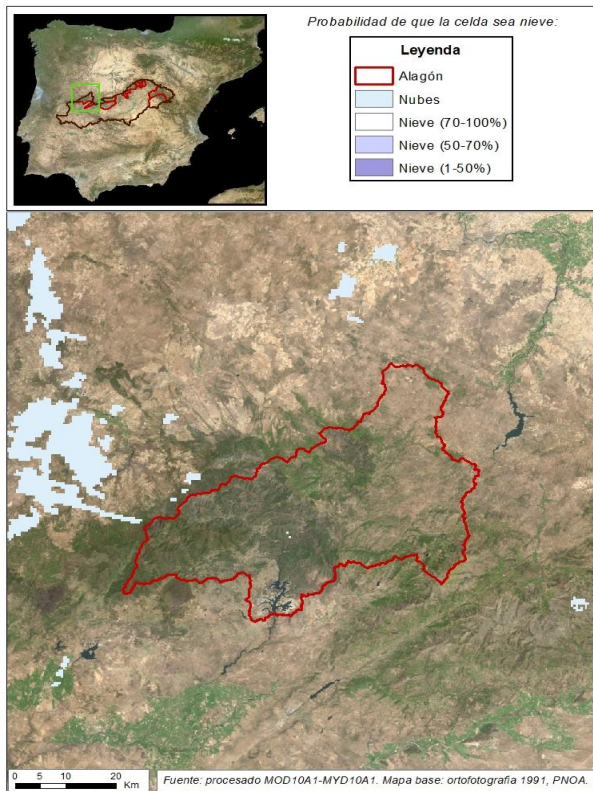 Probabilidad de que la celda sea nieve:
Leyenda
Alagón
Nubes
Nieve (70-100%)
Nieve (50-70%)
Nieve (1-50%)
0 5 10 20
Km
Fuente: procesado MOD10A1-MYD10A1. Mapa base: ortofotografia 1991, PNOA.